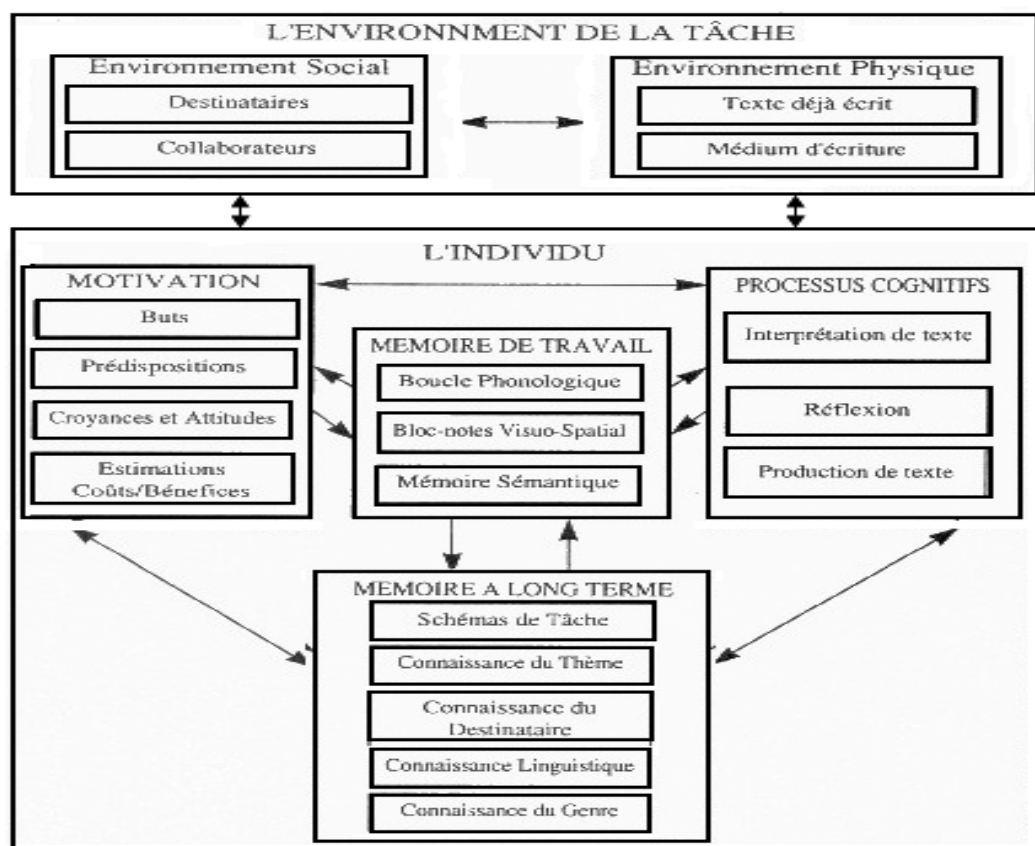 L'ENVIRONNMENT DE LA TÂCHE
Environnement Social
Destinataires
Collaborateurs
Environnement Physique
Texte déjà écrit
Médium d'écriture
L'INDIVIDU
MOTIVATION
Buts
Prédispositions
Croyances et Attitudes
Estimations
Coûts/Bénefices
MEMOIRE DE TRAVAIL
Boucle Phonologique
Bloc-notes Visuo-Spatial
Mémoire Sémantique
PROCESSUS COGNITIFS
Interprétation de texte
Réflexion
Production de texte
MEMOIRE A LONG TERME
Schémas de Tâche
Connaissance du Thème
Connaissance du
Destinataire
Connaissance Linguistique
Connaissance du Genre